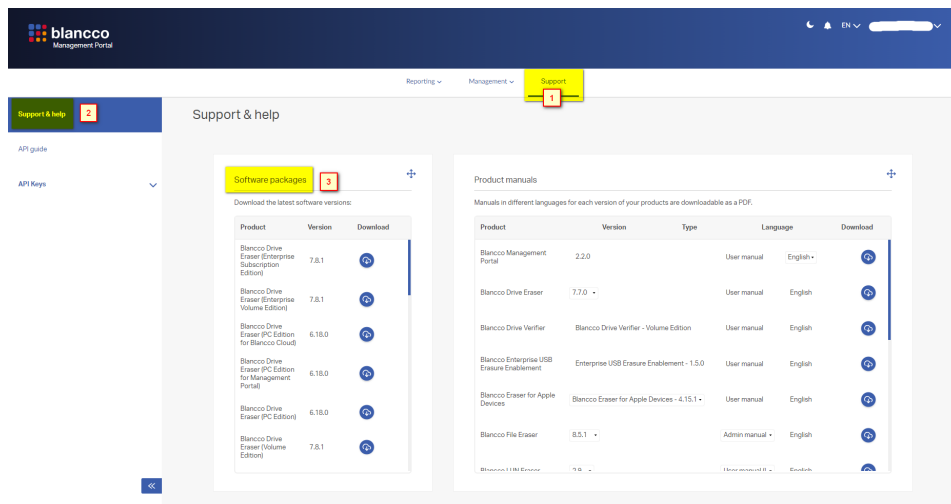 blancco
Management Portal
EN
Reporting
Management
Support
1
Support & help
2
API guide
API Keys
Support & help
Software packages
3
Download the latest software versions:
Product Version Download
Blancco Drive
Eraser (Enterprise
Subscription
Edition)
7.8.1
Blancco Drive
Eraser (Enterprise
Volume Edition)
7.8.1
Blancco Drive
Eraser (PC Edition
for Blancco Cloud)
6.18.0
Blancco Drive
Eraser (PC Edition
for Management
Portal)
6.18.0
Blancco Drive
Eraser (PC Edition)
6.18.0
Blancco Drive
Eraser (Volume
Edition)
7.8.1
Product manuals
Manuals in different languages for each version of your products are downloadable as a PDF.
Product Version Type Language Download
Blancco Management
Portal
2.2.0 User manual English
Blancco Drive Eraser 7.7.0 User manual English
Blancco Drive Verifier Blancco Drive Verifier - Volume Edition User manual English
Blancco Enterprise USB
Erasure Enablement
Enterprise USB Erasure Enablement - 1.5.0 User manual English
Blancco Eraser for Apple
Devices
Blancco Eraser for Apple Devices - 4.15.1 User manual English
Blancco File Eraser 8.5.1 Admin manual English
Blancco LUN Eraser English